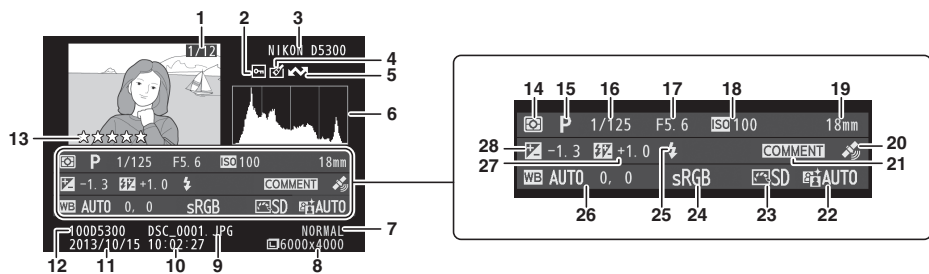 1 2 3
4
5
6
7
8
9
10
11
12
13
1/12
NIKON D5300
P 1/125 F5.6 ISO 100 18mm
-1.3 +1.0 COMMENT
WB AUTO 0, 0 sRGB SD AUTO
100D5300 DSC_0001.JPG NORMAL
2013/10/15 10:02:27 6000x4000
14 15 16 17 18 19
P 1/125 F5.6 ISO 100 18mm
28 -1.3 +1.0 COMMENT 20
27 21
WB AUTO 0, 0 sRGB SD AUTO
26 25 24 23 22